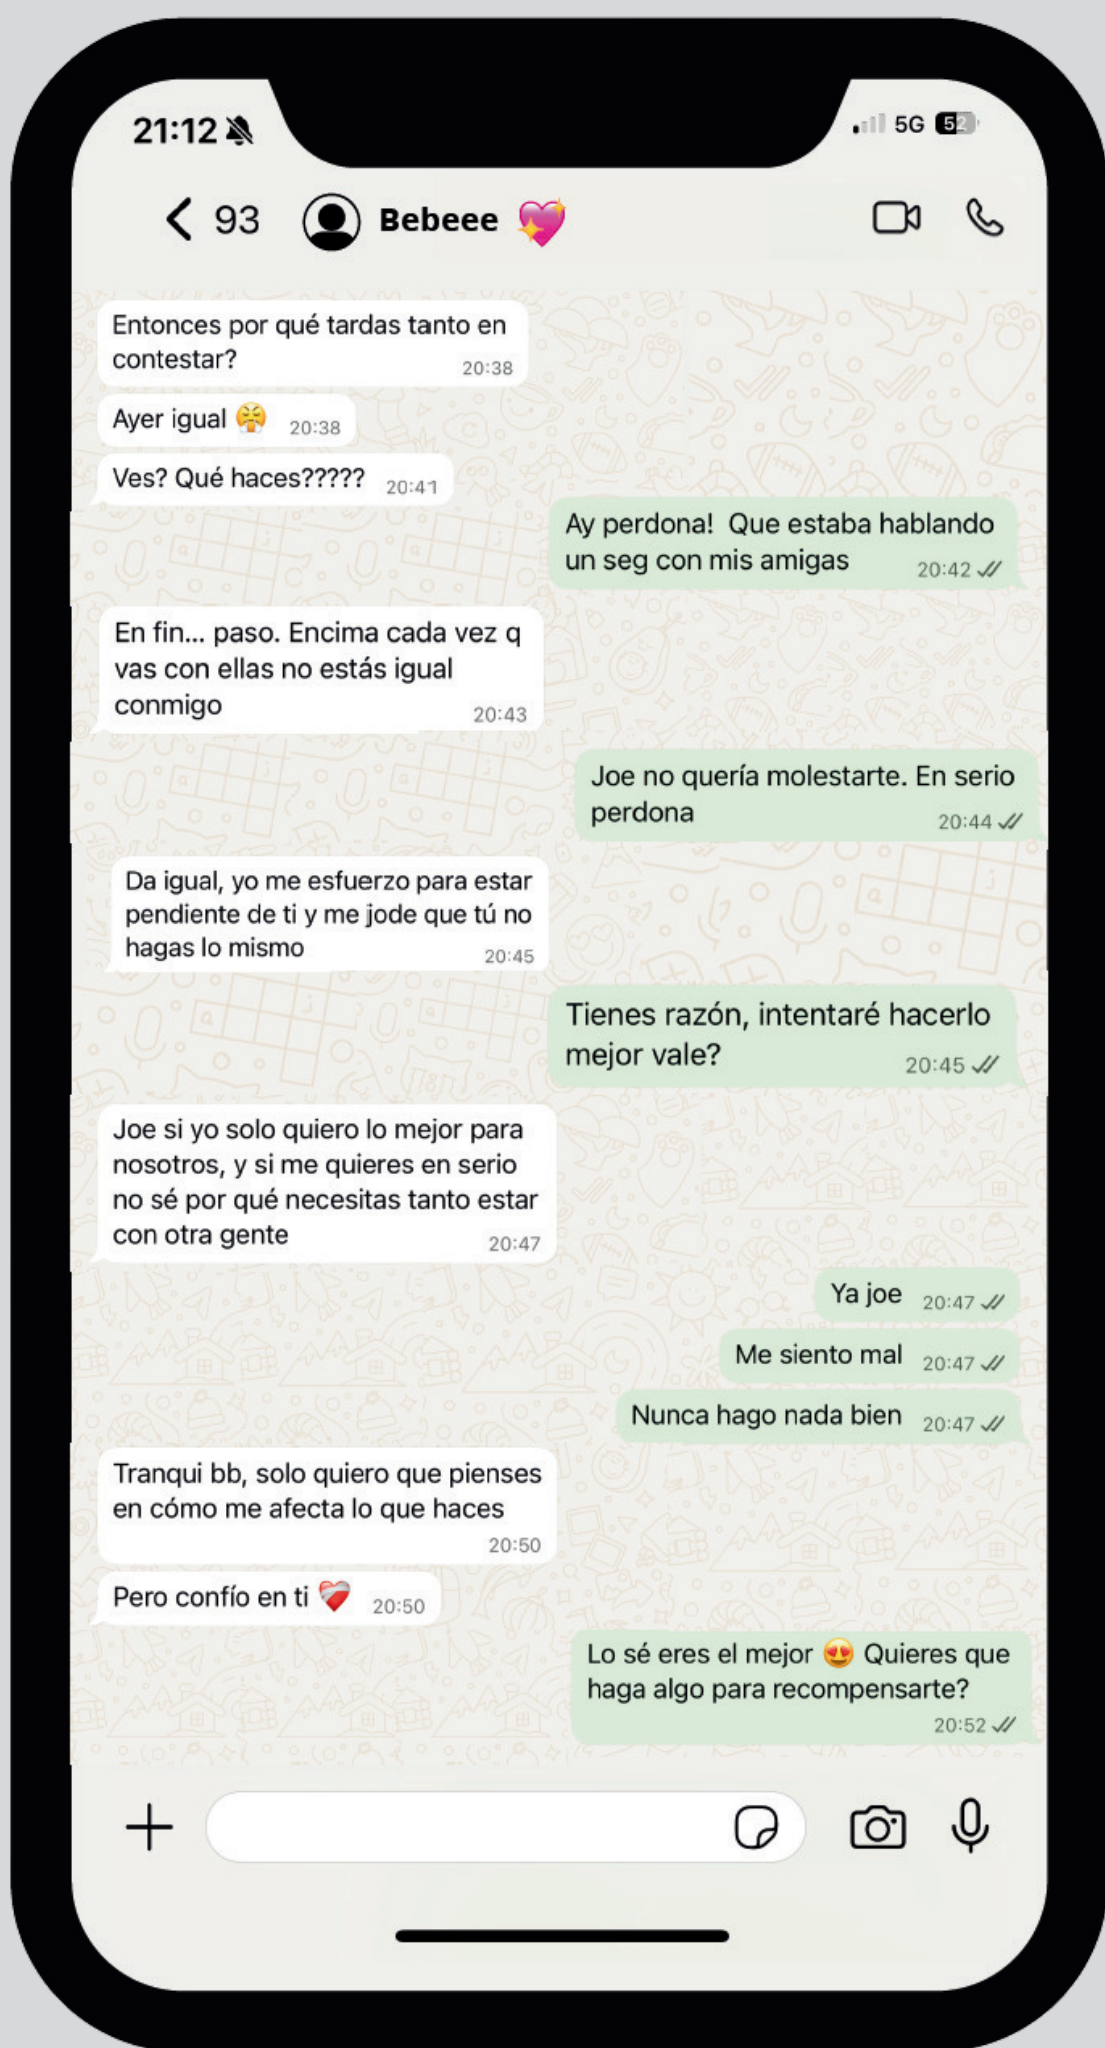 21:12
5G 52
93 Bebeee 💖
Entonces por qué tardas tanto en
contestar? 20:38
Ayer igual 😤 20:38
Ves? Qué haces????? 20:41
Ay perdona! Que estaba hablando
un seg con mis amigas 20:42
En fin... paso. Encima cada vez q
vas con ellas no estás igual
conmigo 20:43
Joe no quería molestarte. En serio
perdona 20:44
Da igual, yo me esfuerzo para estar
pendiente de ti y me jode que tú no
hagas lo mismo 20:45
Tienes razón, intentaré hacerlo
mejor vale? 20:45
Joe si yo solo quiero lo mejor para
nosotros, y si me quieres en serio
no sé por qué necesitas tanto estar
con otra gente 20:47
Ya joe 20:47
Me siento mal 20:47
Nunca hago nada bien 20:47
Tranqui bb, solo quiero que pienses
en cómo me afecta lo que haces
20:50
Pero confío en ti ❤️‍🩹 20:50
Lo sé eres el mejor 😍 Quieres que
haga algo para recompensarte?
20:52